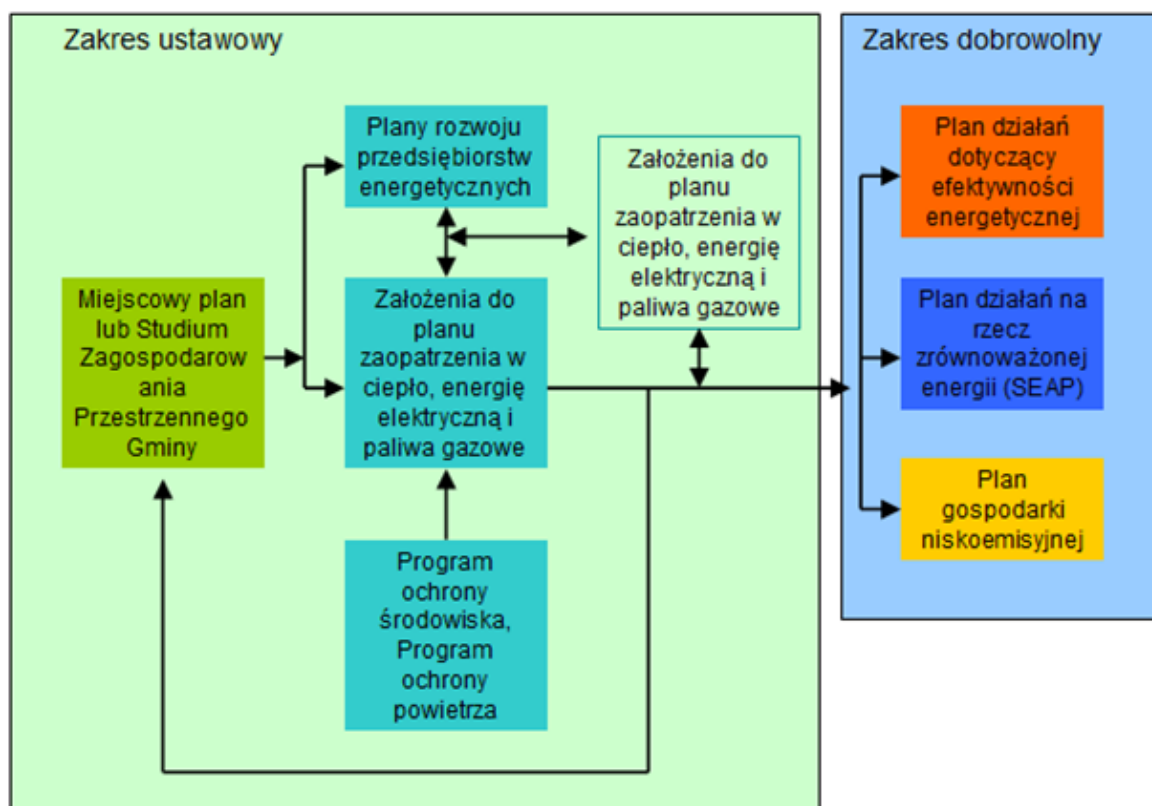 Zakres ustawowy
Plany rozwoju
przedsiębiorstw
energetycznych
Założenia do
planu
zaopatrzenia w
ciepło, energię
elektryczną i
paliwa gazowe
Miejscowy plan
lub Studium
Zagospodarow
ania
Przestrzennego
Gminy
Założenia do
planu
zaopatrzenia w
ciepło, energię
elektryczną i
paliwa gazowe
Program
ochrony
środowiska,
Program
ochrony
powietrza
Zakres dobrowolny
Plan działań
dotyczący
efektywności
energetycznej
Plan działań na
rzecz
zrównoważonej
energii (SEAP)
Plan
gospodarki
niskoemisyjnej